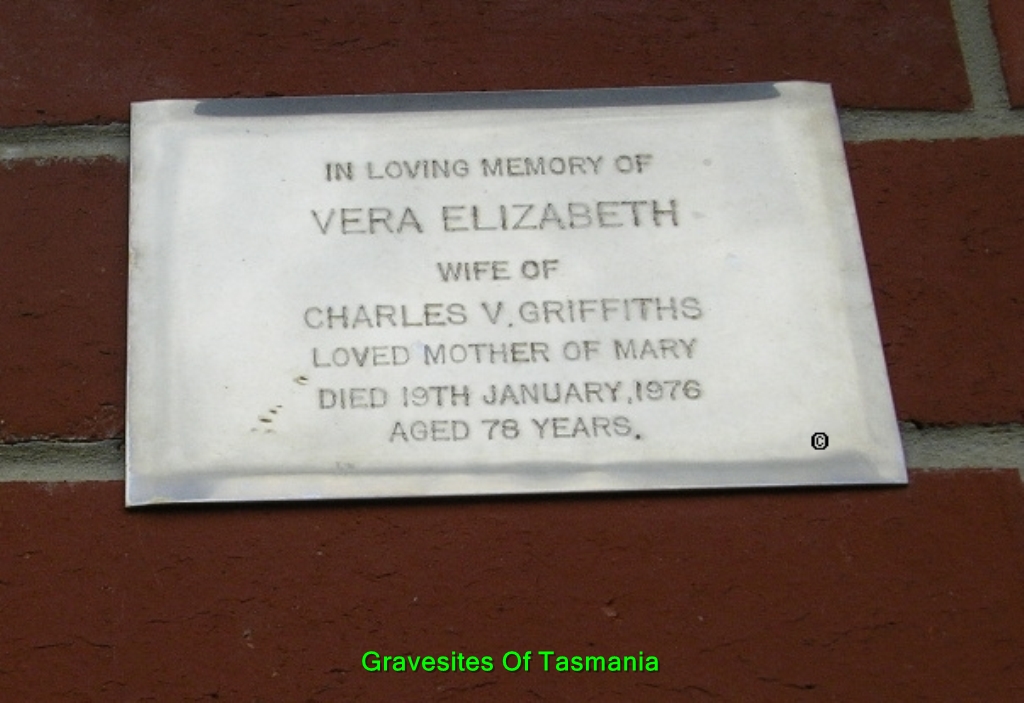 IN LOVING MEMORY OF
VERA ELIZABETH
WIFE OF
CHARLES V. GRIFFITHS
LOVED MOTHER OF MARY
DIED 19TH JANUARY, 1976
AGED 78 YEARS.
©
Gravesites Of Tasmania